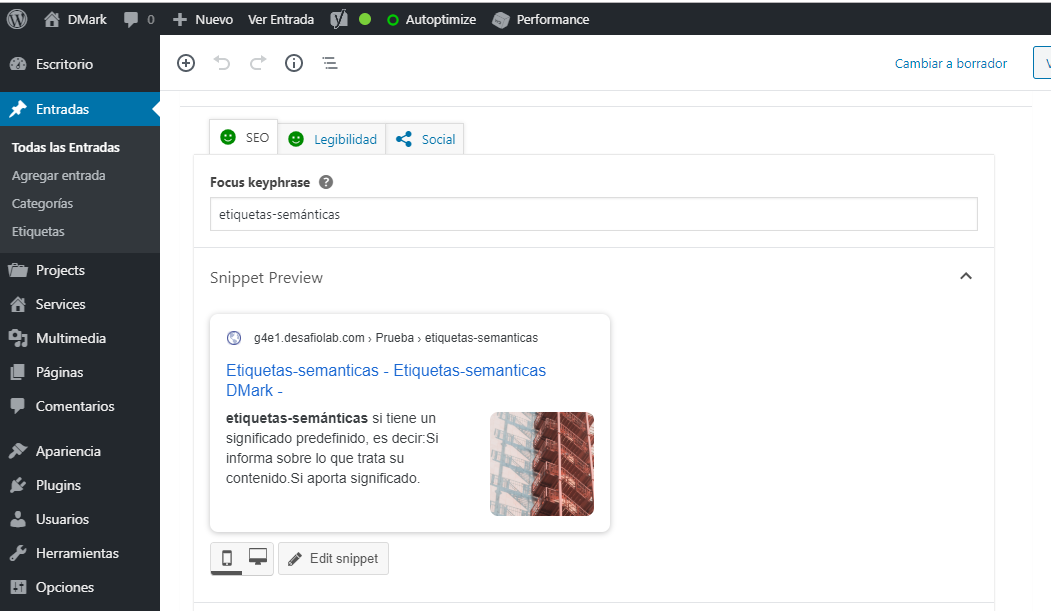 DMark 0 Nuevo Ver Entrada Autoptimize Performance
Escritorio
Entradas
Todas las Entradas
Agregar entrada
Categorías
Etiquetas
Projects
Services
Multimedia
Páginas
Comentarios
Apariencia
Plugins
Usuarios
Herramientas
Opciones
Cambiar a borrador
V
SEO Legibilidad Social
Focus keyphrase ?
etiquetas-semánticas
Snippet Preview
g4e1.desafiolab.com › Prueba › etiquetas-semanticas
Etiquetas-semanticas - Etiquetas-semanticas
DMark -
etiquetas-semánticas si tiene un
significado predefinido, es decir:Si
informa sobre lo que trata su
contenido.Si aporta significado.
Edit snippet